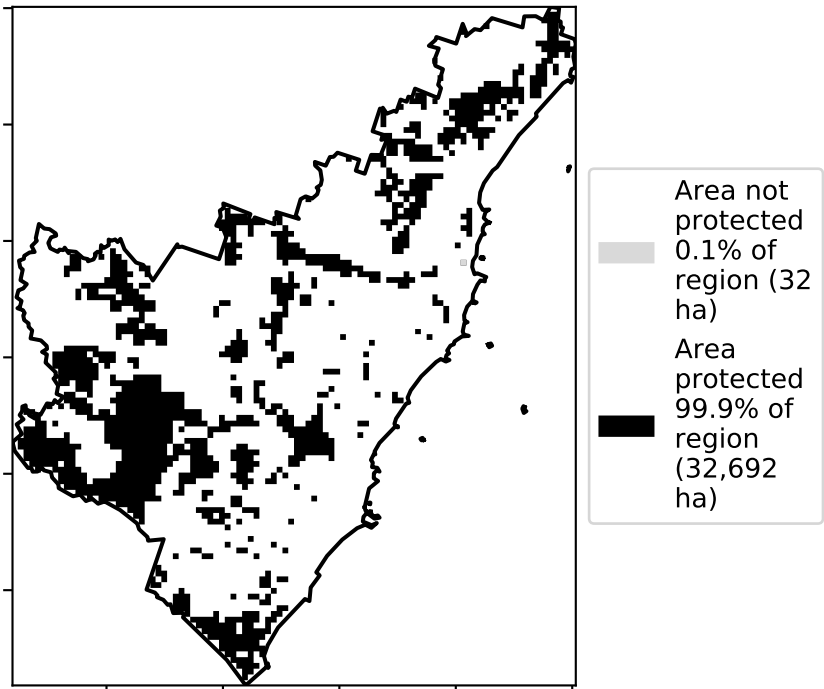 Area not
protected
0.1% of
region (32
ha)
Area
protected
99.9% of
region
(32,692
ha)